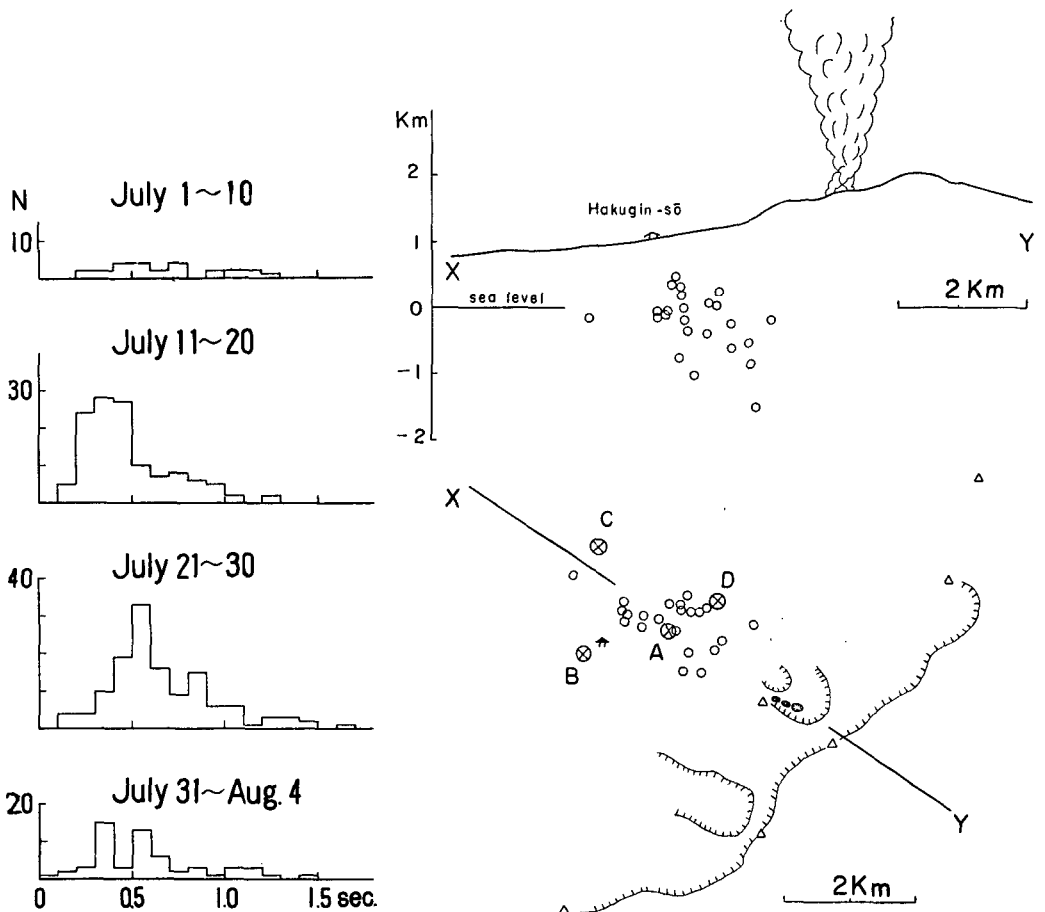 N
July 1~10
10
July 11~20
30
July 21~30
40
July 31~Aug. 4
20
0 0.5 1.0 1.5 sec.
Km
2
1
0
-1
-2
Hakugin-sō
X
Y
sea level
2 Km
X
C
D
A
B
Y
2Km